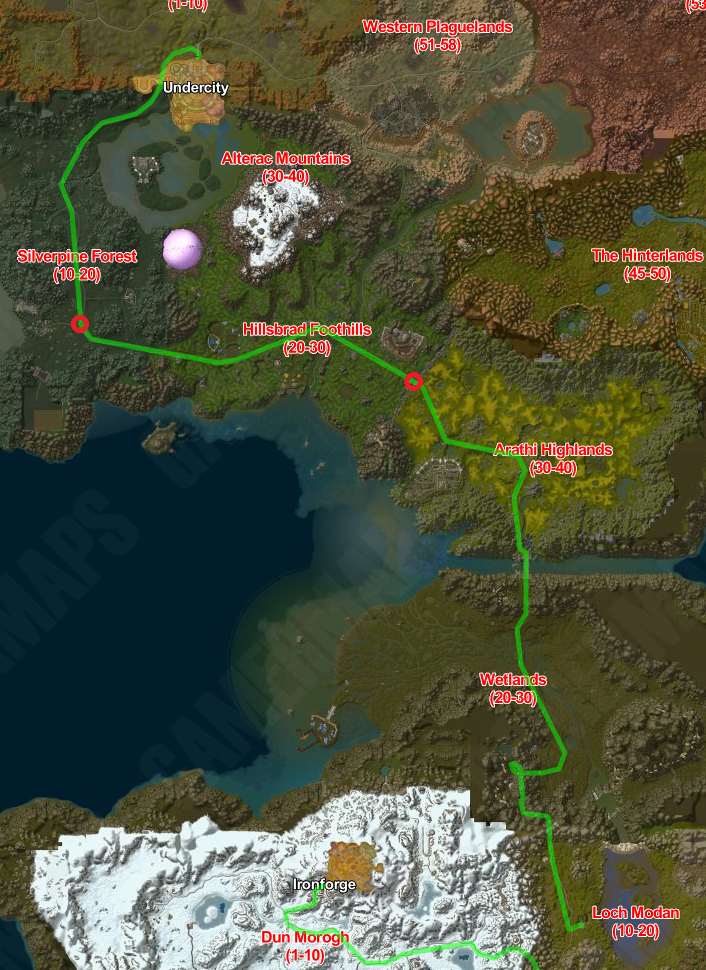 (1-10)
(53
Western Plaguelands
(51-58)
Undercity
Alterac Mountains
(30-40)
Silverpine Forest
(10-20)
The Hinterlands
(45-50)
Hillsbrad Foothills
(20-30)
Arathi Highlands
(30-40)
Wetlands
(20-30)
Ironforge
Loch Modan
(10-20)
Dun Morogh
(1-10)